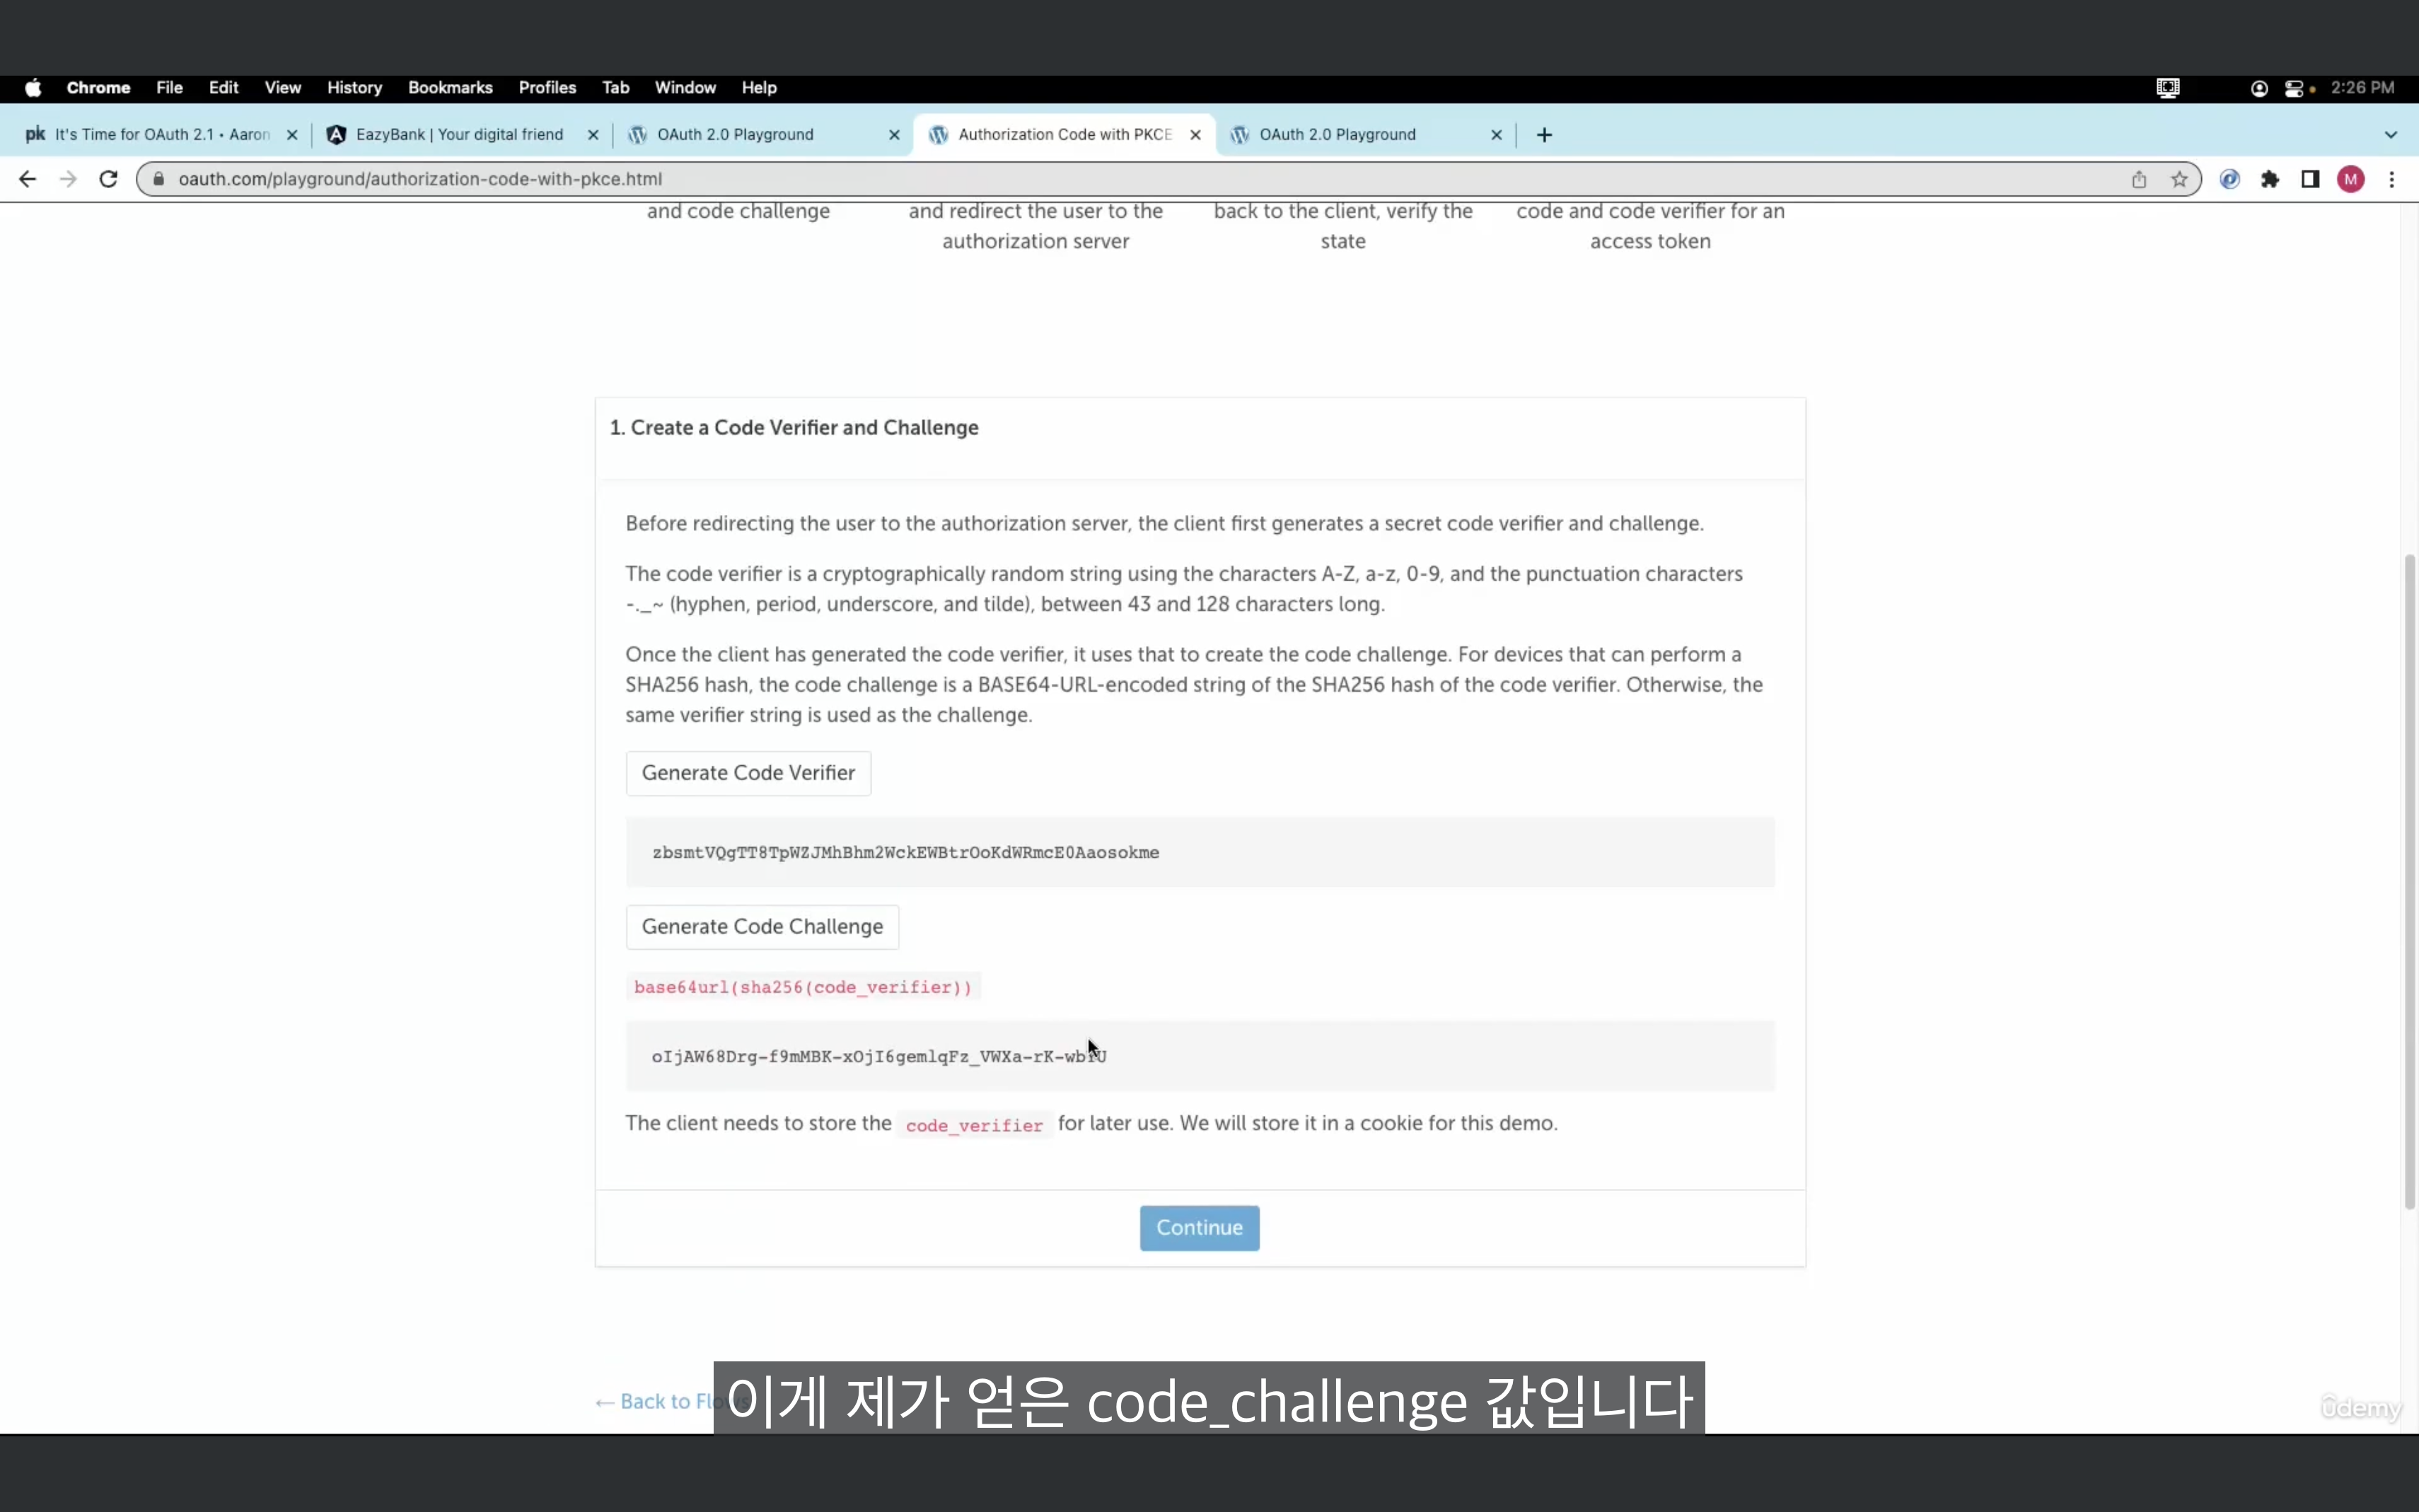 Chrome File Edit View History Bookmarks Profiles Tab Window Help 2:26 PM
pk It's Time for OAuth 2.1 • Aaron
EazyBank | Your digital friend
OAuth 2.0 Playground
Authorization Code with PKCE
OAuth 2.0 Playground
oauth.com/playground/authorization-code-with-pkce.html
M
and code challenge
and redirect the user to the
authorization server
back to the client, verify the
state
code and code verifier for an
access token
1. Create a Code Verifier and Challenge
Before redirecting the user to the authorization server, the client first generates a secret code verifier and challenge.
The code verifier is a cryptographically random string using the characters A-Z, a-z, 0-9, and the punctuation characters
-._~ (hyphen, period, underscore, and tilde), between 43 and 128 characters long.
Once the client has generated the code verifier, it uses that to create the code challenge. For devices that can perform a
SHA256 hash, the code challenge is a BASE64-URL-encoded string of the SHA256 hash of the code verifier. Otherwise, the
same verifier string is used as the challenge.
Generate Code Verifier
zbsmtVQgTT8TpWZJMhBhm2WckEWBtrOoKdWRmcE0Aaosokme
Generate Code Challenge
base64url(sha256(code_verifier))
The client needs to store the code_verifier for later use. We will store it in a cookie for this demo.
Continue
← Back to Flows
이게 제가 얻은 code_challenge 값입니다
ûdemy